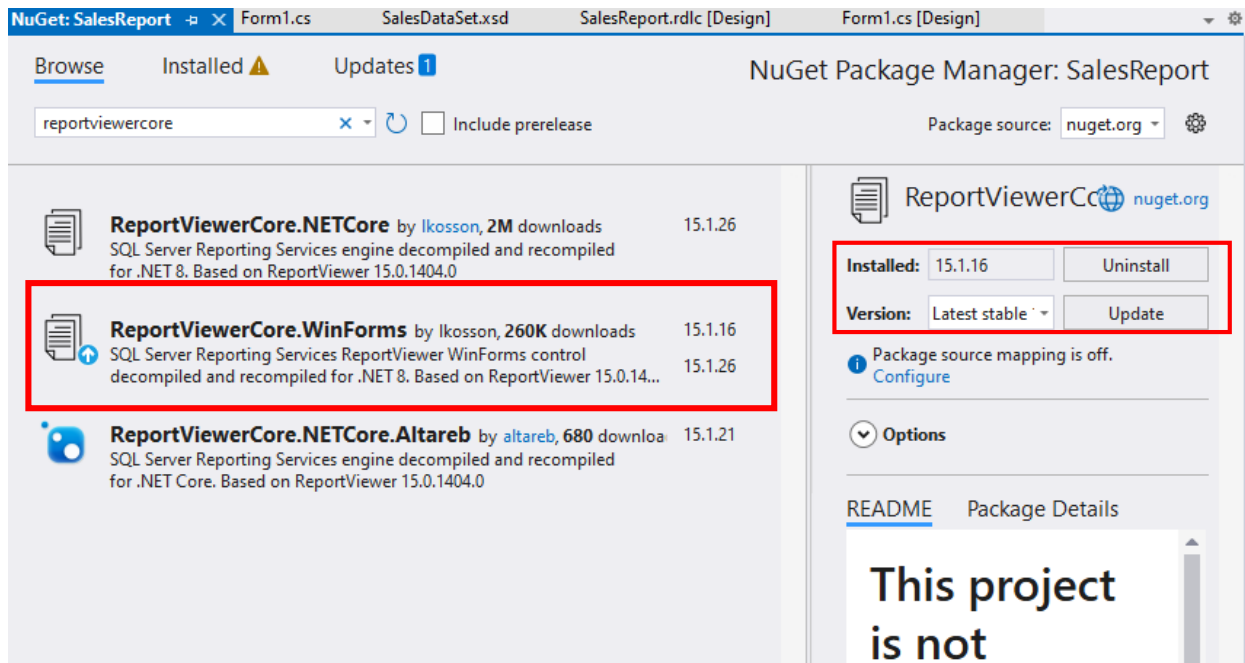 NuGet: SalesReport
Form1.cs
SalesDataSet.xsd
SalesReport.rdlc [Design]
Form1.cs [Design]
Browse
Installed
Updates 1
NuGet Package Manager: SalesReport
reportviewercore
Include prerelease
Package source: nuget.org
ReportViewerCore.NETCore by lkosson, 2M downloads 15.1.26
SQL Server Reporting Services engine decompiled and recompiled
for .NET 8. Based on ReportViewer 15.0.1404.0
ReportViewerCore.WinForms by lkosson, 260K downloads 15.1.16
SQL Server Reporting Services ReportViewer WinForms control
15.1.26
decompiled and recompiled for .NET 8. Based on ReportViewer 15.0.14...
ReportViewerCore.NETCore.Altareb by altareb, 680 downloa 15.1.21
SQL Server Reporting Services engine decompiled and recompiled
for .NET Core. Based on ReportViewer 15.0.1404.0
ReportViewerCo nuget.org
Installed: 15.1.16 Uninstall
Version: Latest stable Update
Package source mapping is off.
Configure
Options
README Package Details
This project
is not